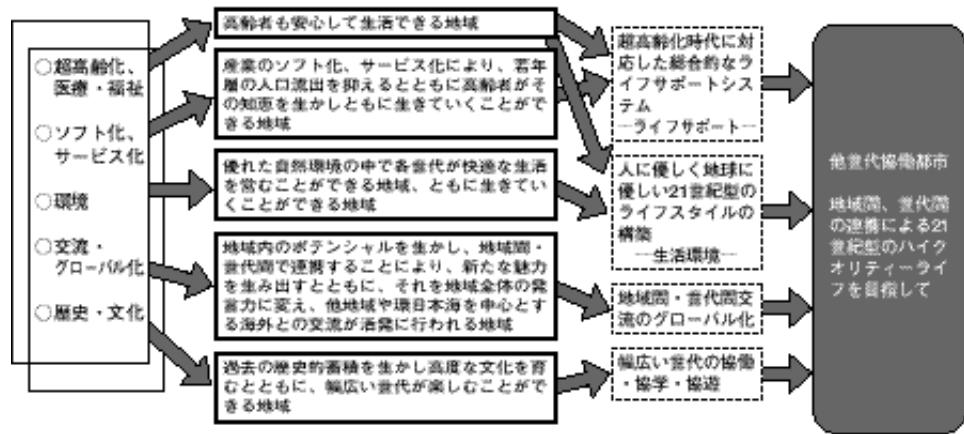 ○超高齢化、
医療・福祉
○ソフト化、
サービス化
○環境
○交流・
グローバル化
○歴史・文化
高齢者も安心して生活できる地域
産業のソフト化、サービス化により、若年
層の人口流出を抑えるとともに高齢者が
その知恵を生かしともに生きていくことがで
きる地域
優れた自然環境の中で各世代が快適な生活
を営むことができる地域、ともに生きてい
くことができる地域
地域内のポテンシャルを生かし、地域間・
世代間で連携することにより、新たな魅力
を生み出すとともに、それを地域全体の発
言力に変え、他地域や環日本海を中心とす
る海外との交流が活発に行われる地域
過去の歴史的蓄積を生かし高度な文化を育
むとともに、幅広い世代が楽しむことがで
きる地域
超高齢化時代に対
応した総合的なラ
イフサポートシス
テム
―ライフサポート―
人に優しく地球に
優しい21世紀型の
ライフスタイルの
構築
―生活環境―
地域間・世代間交
流のグローバル化
幅広い世代の協働
・協学・協遊
他世代協働都市
地域間、世代間
の連携による21
世紀型のハイク
オリティーライ
フを目指して